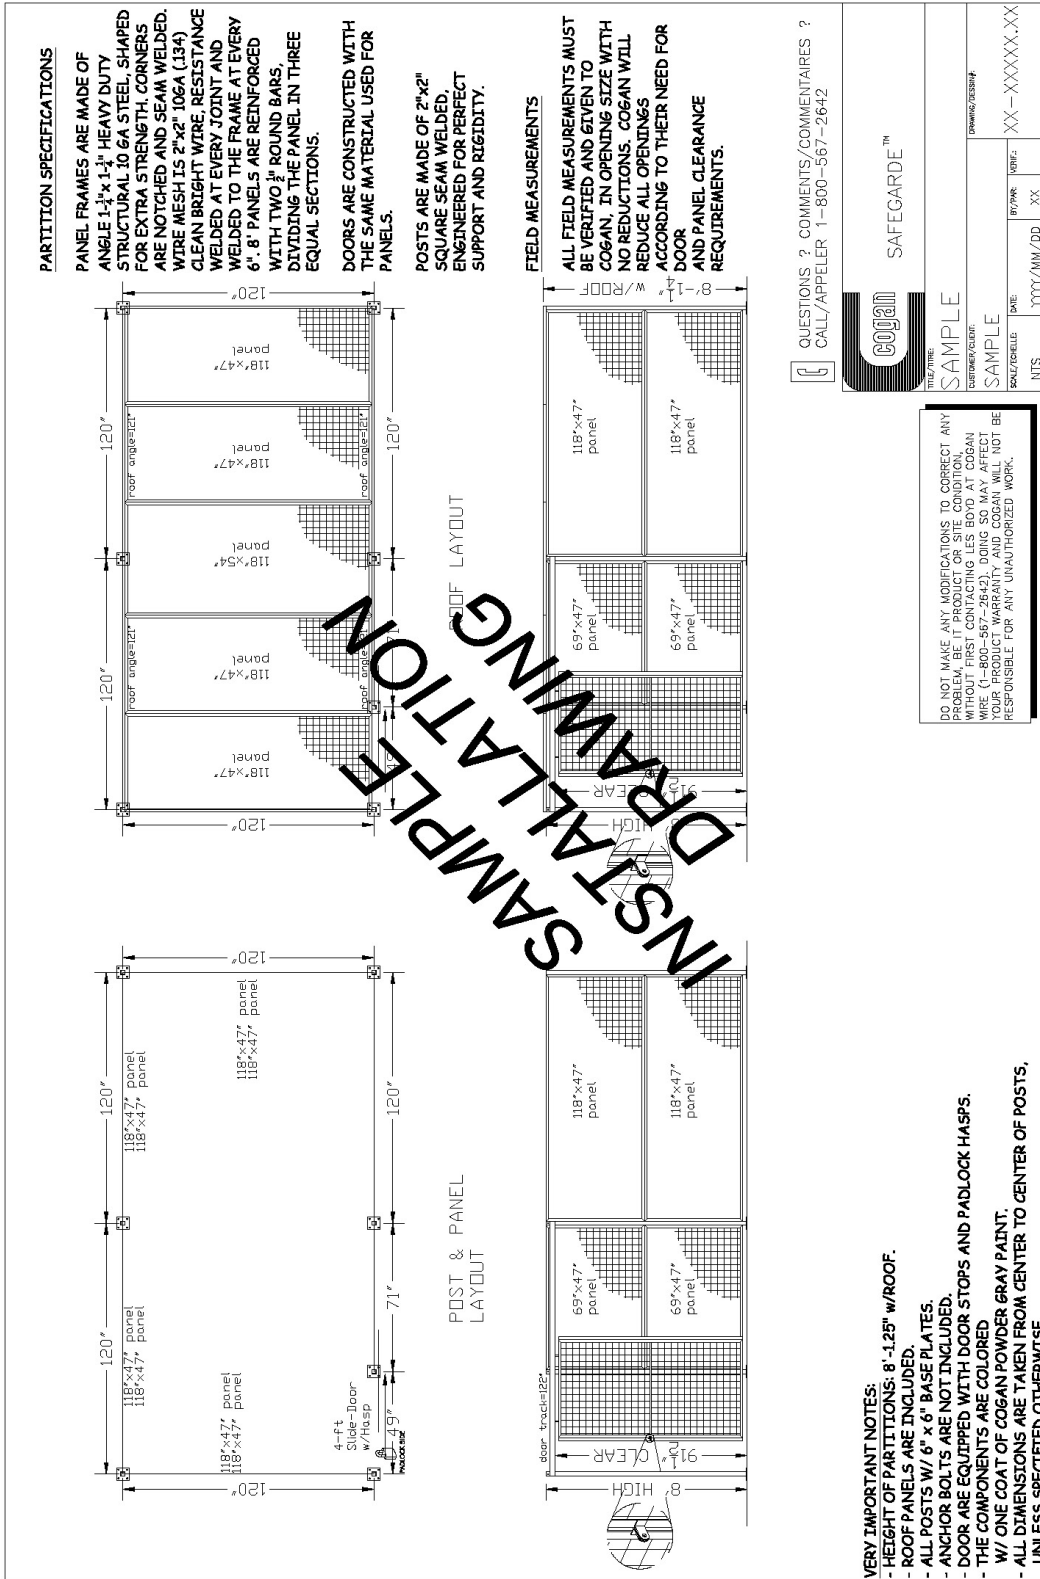 PARTITION SPECIFICATIONS
PANEL FRAMES ARE MADE OF
ANGLE 1-1/4"x 1-1/4" HEAVY DUTY
STRUCTURAL 10 GA STEEL, SHAPED
FOR EXTRA STRENGTH. CORNERS
ARE NOTCHED AND SEAM WELDED.
WIRE MESH IS 2"x2" 10GA (.134)
CLEAN BRIGHT WIRE, RESISTANCE
WELDED AT EVERY JOINT AND
WELDED TO THE FRAME AT EVERY
6". 8' PANELS ARE REINFORCED
WITH TWO ROUND BARS,
DIVIDING THE PANEL IN THREE
EQUAL SECTIONS.
DOORS ARE CONSTRUCTED WITH
THE SAME MATERIAL USED FOR
PANELS.
POSTS ARE MADE OF 2"x2"
SQUARE SEAM WELDED,
ENGINEERED FOR PERFECT
SUPPORT AND RIGIDITY.
FIELD MEASUREMENTS
ALL FIELD MEASUREMENTS MUST
BE VERIFIED AND GIVEN TO
COGAN, IN OPENING SIZE WITH
NO REDUCTIONS. COGAN WILL
REDUCE ALL OPENINGS
ACCORDING TO THEIR NEED FOR
DOOR
AND PANEL CLEARANCE
REQUIREMENTS.
QUESTIONS ? COMMENTS/COMMENTAIRES ?
CALL/APPELER 1-800-567-2642
cogan
SAFEGARDE™
TITLE/TITRE:
SAMPLE
CUSTOMER/CLIENT:
SAMPLE
DRAWING/DESSIN#:
XX-XXXXX.XX
SCALE/ECHELLE:
NTS
DATE:
YYYY/MM/DD
BY/PAR:
XX
VERIF.:
DO NOT MAKE ANY MODIFICATIONS TO CORRECT ANY
PROBLEM, BE IT PRODUCT OR SITE CONDITION,
WITHOUT FIRST CONTACTING LES BOYD AT COGAN
WIRE (1-800-567-2642). DOING SO MAY AFFECT
YOUR PRODUCT WARRANTY AND COGAN WILL NOT BE
RESPONSIBLE FOR ANY UNAUTHORIZED WORK.
120"
120"
120"
118"x47" panel
118"x47" panel
118"x47" panel
118"x47" panel
118"x47" panel
118"x47" panel
118"x47" panel
118"x47" panel
4-ft
Slide-Door
w/Hasp
PADLOCK SIDE
49"
71"
120"
120"
POST & PANEL
LAYOUT
120"
120"
120"
roof angle=121"
roof angle=121"
118"x47"
panel
118"x47"
panel
118"x54"
panel
118"x47"
panel
118"x47"
panel
roof angle=121"
roof angle=121"
120"
120"
ROOF LAYOUT
door track=122"
8' HIGH
91 1/2" CLEAR
69"x47"
panel
69"x47"
panel
118"x47"
panel
118"x47"
panel
8' HIGH
91 1/2" CLEAR
69"x47"
panel
69"x47"
panel
118"x47"
panel
118"x47"
panel
8'-1 1/4" w/ROOF
SAMPLE
INSTALLATION
DRAWING
VERY IMPORTANT NOTES:
- HEIGHT OF PARTITIONS: 8'-1.25" w/ROOF.
- ROOF PANELS ARE INCLUDED.
- ALL POSTS W/ 6" x 6" BASE PLATES.
- ANCHOR BOLTS ARE NOT INCLUDED.
- DOOR ARE EQUIPPED WITH DOOR STOPS AND PADLOCK HASPS.
- THE COMPONENTS ARE COLORED
W/ ONE COAT OF COGAN POWDER GRAY PAINT.
- ALL DIMENSIONS ARE TAKEN FROM CENTER TO CENTER OF POSTS,
UNLESS SPECIFIED OTHERWISE